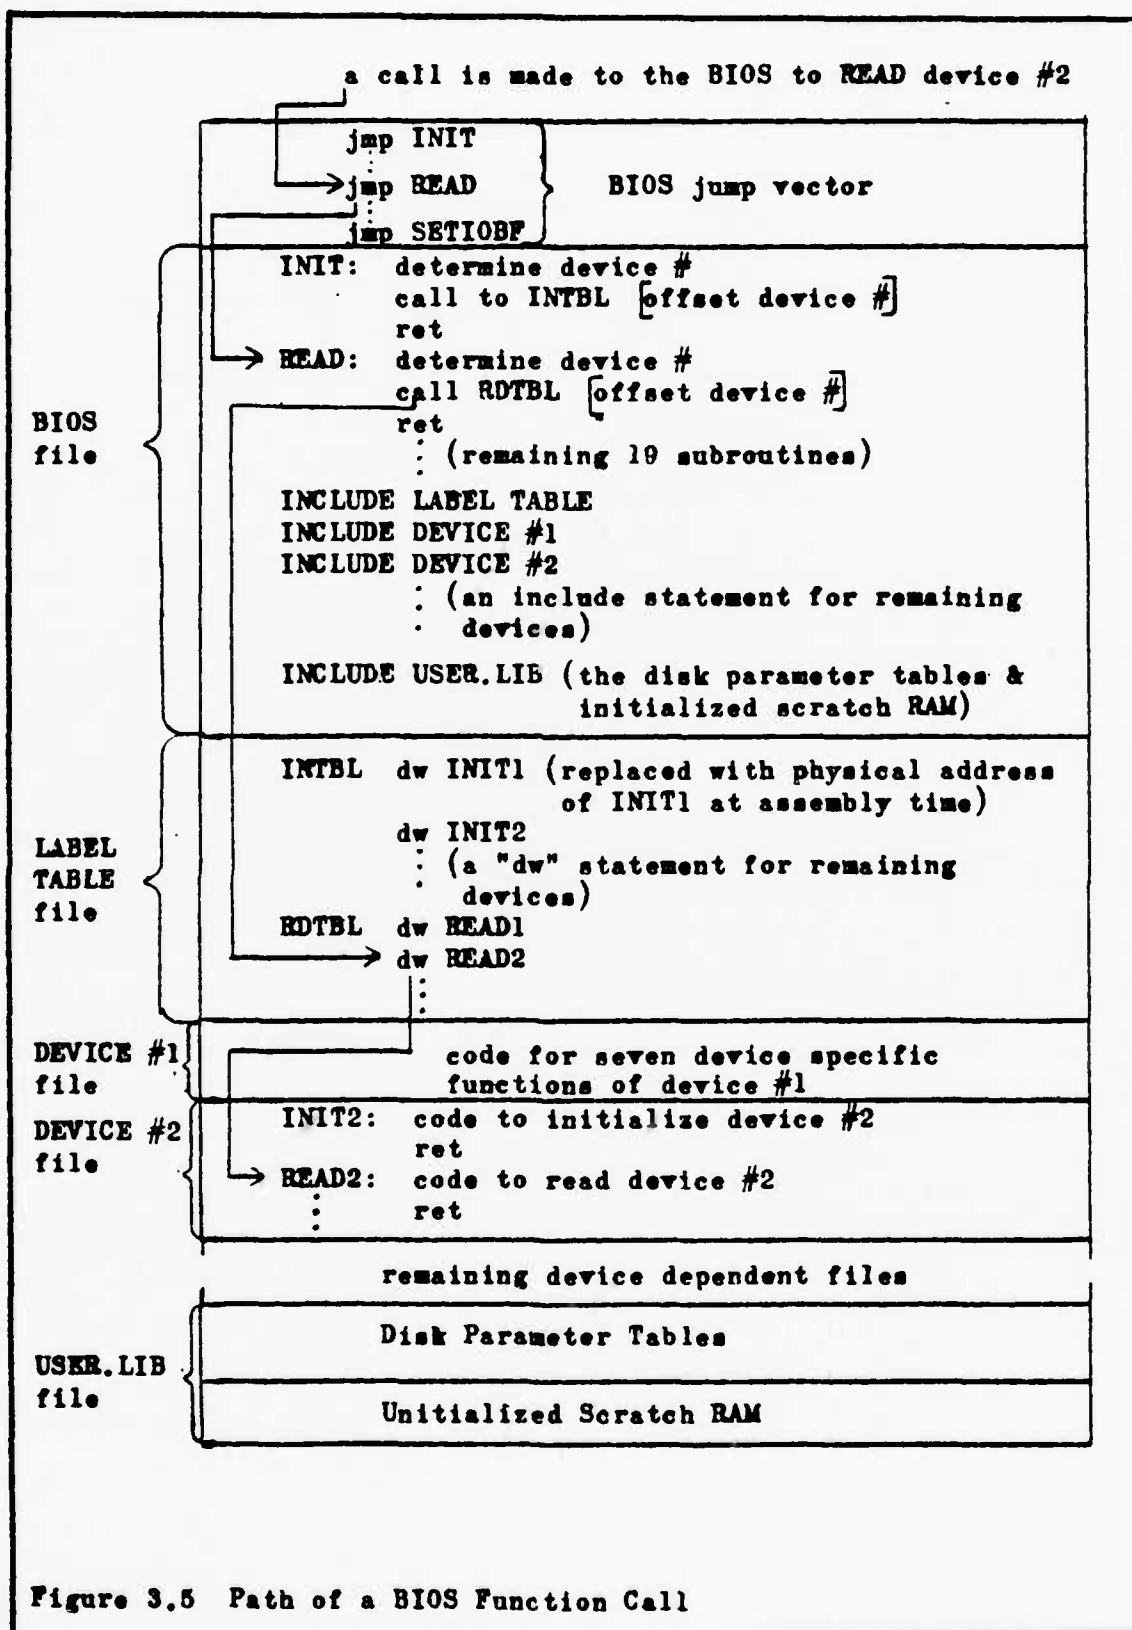 a call is made to the BIOS to READ device #2
jmp INIT
jmp READ
BIOS jump vector
jmp SETIOBF
BIOS file
INIT: determine device #
call to INTBL [offset device #]
ret
READ: determine device #
call RDTBL [offset device #]
ret
(remaining 19 subroutines)
INCLUDE LABEL TABLE
INCLUDE DEVICE #1
INCLUDE DEVICE #2
(an include statement for remaining
devices)
INCLUDE USER.LIB (the disk parameter tables &
initialized scratch RAM)
LABEL
TABLE
file
INTBL dw INIT1 (replaced with physical address
of INIT1 at assembly time)
dw INIT2
(a "dw" statement for remaining
devices)
RDTBL dw READ1
dw READ2
DEVICE #1
file
code for seven device specific
functions of device #1
DEVICE #2
file
INIT2: code to initialize device #2
ret
READ2: code to read device #2
ret
remaining device dependent files
USER.LIB
file
Disk Parameter Tables
Unitialized Scratch RAM
Figure 3.5 Path of a BIOS Function Call